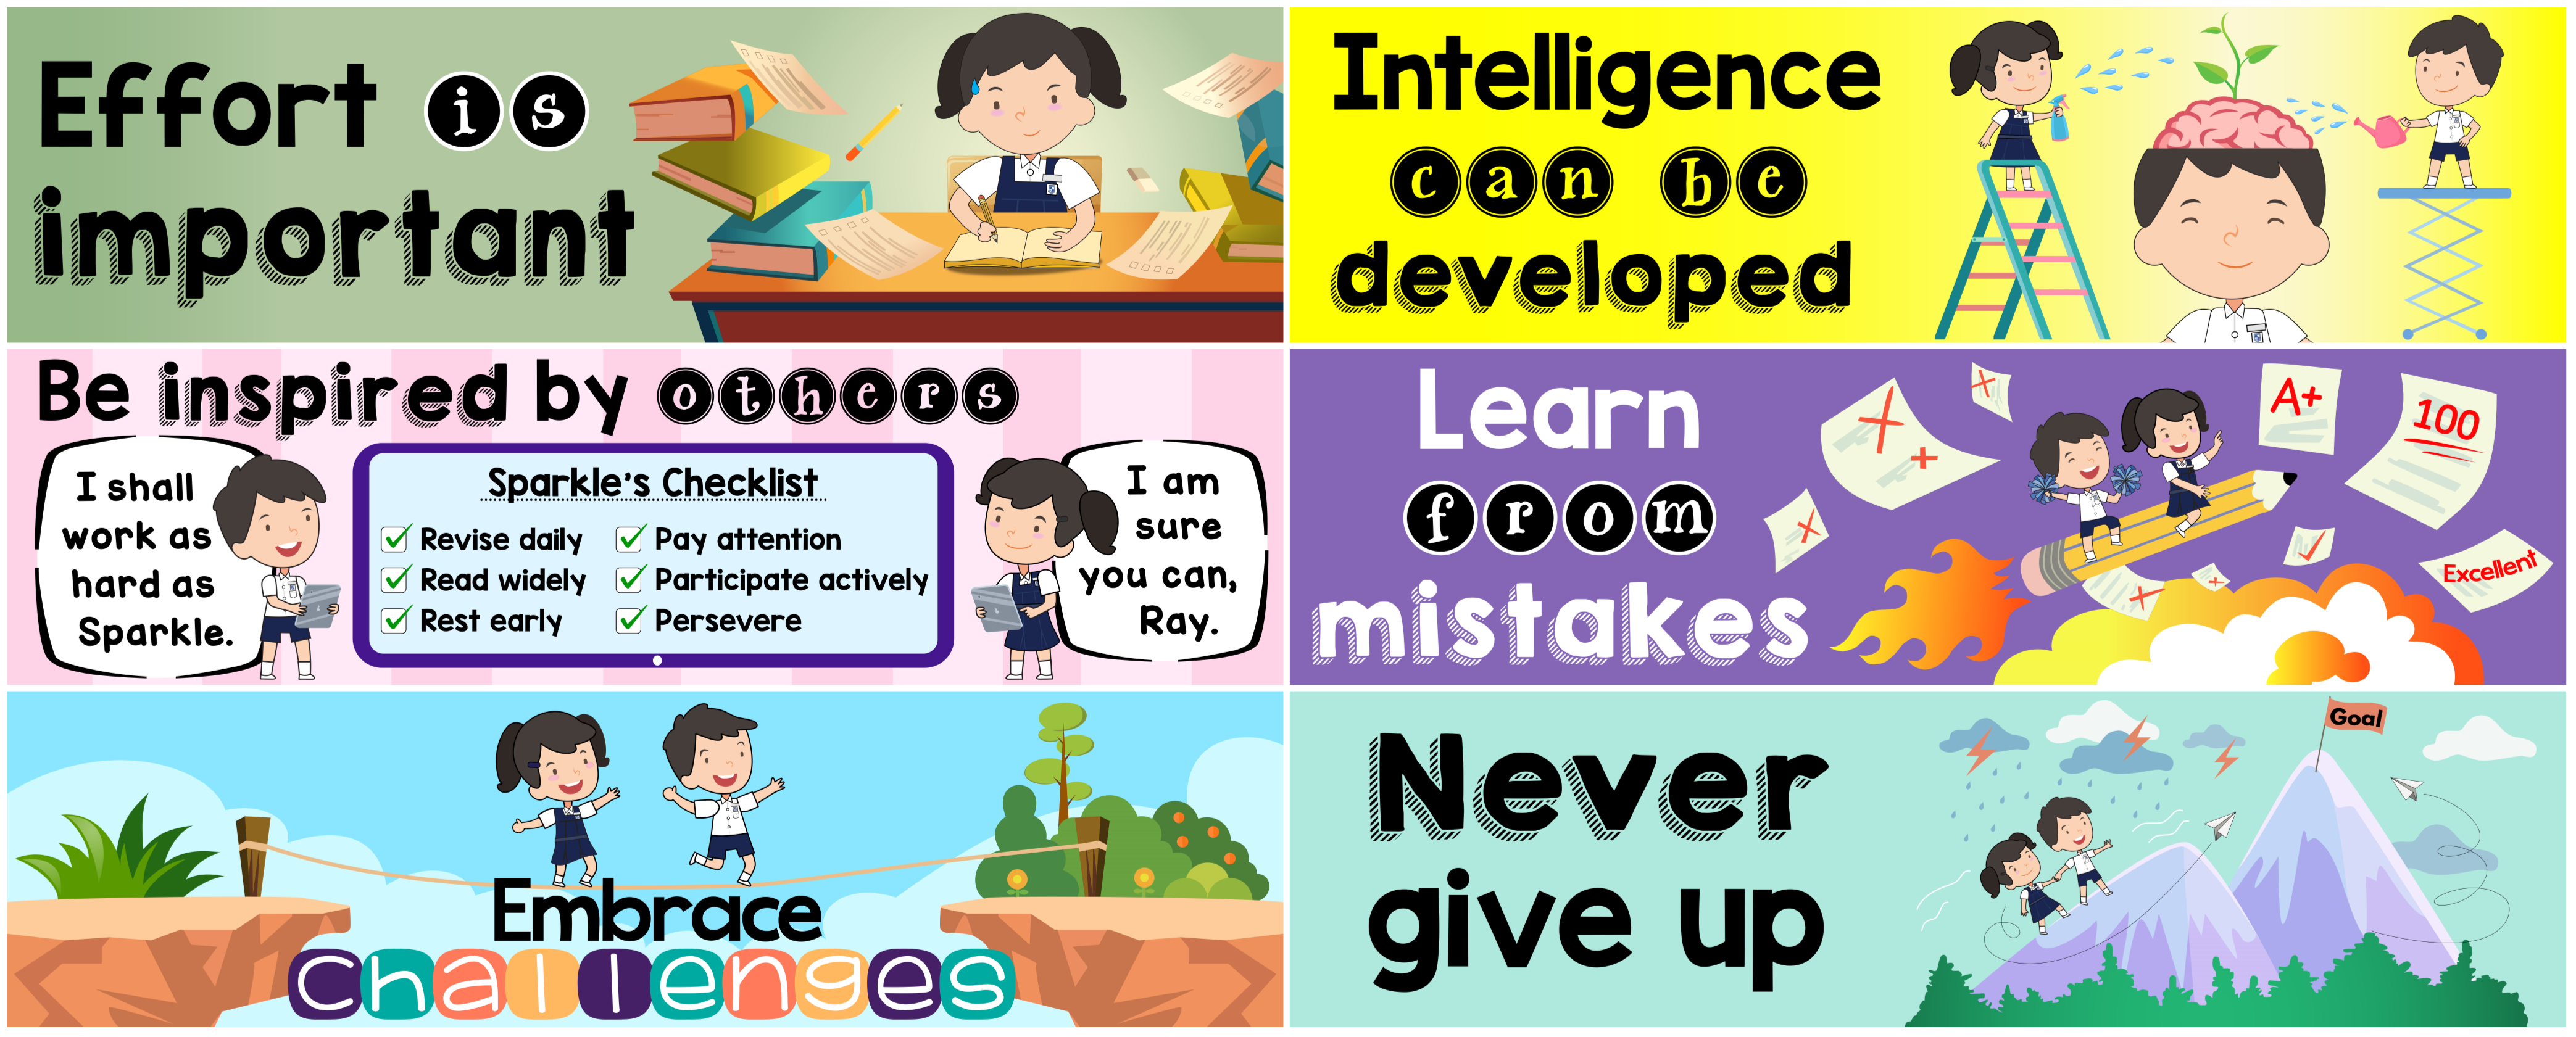 Effort is
important
Intelligence
can be
developed
Be inspired by others
I shall
work as
hard as
Sparkle.
Sparkle's Checklist
Revise daily
Read widely
Rest early
Pay attention
Participate actively
Persevere
I am
sure
you can,
Ray.
Learn
from
mistakes
A+
100
Excellent
Embrace
Challenges
Never
give up
Goal